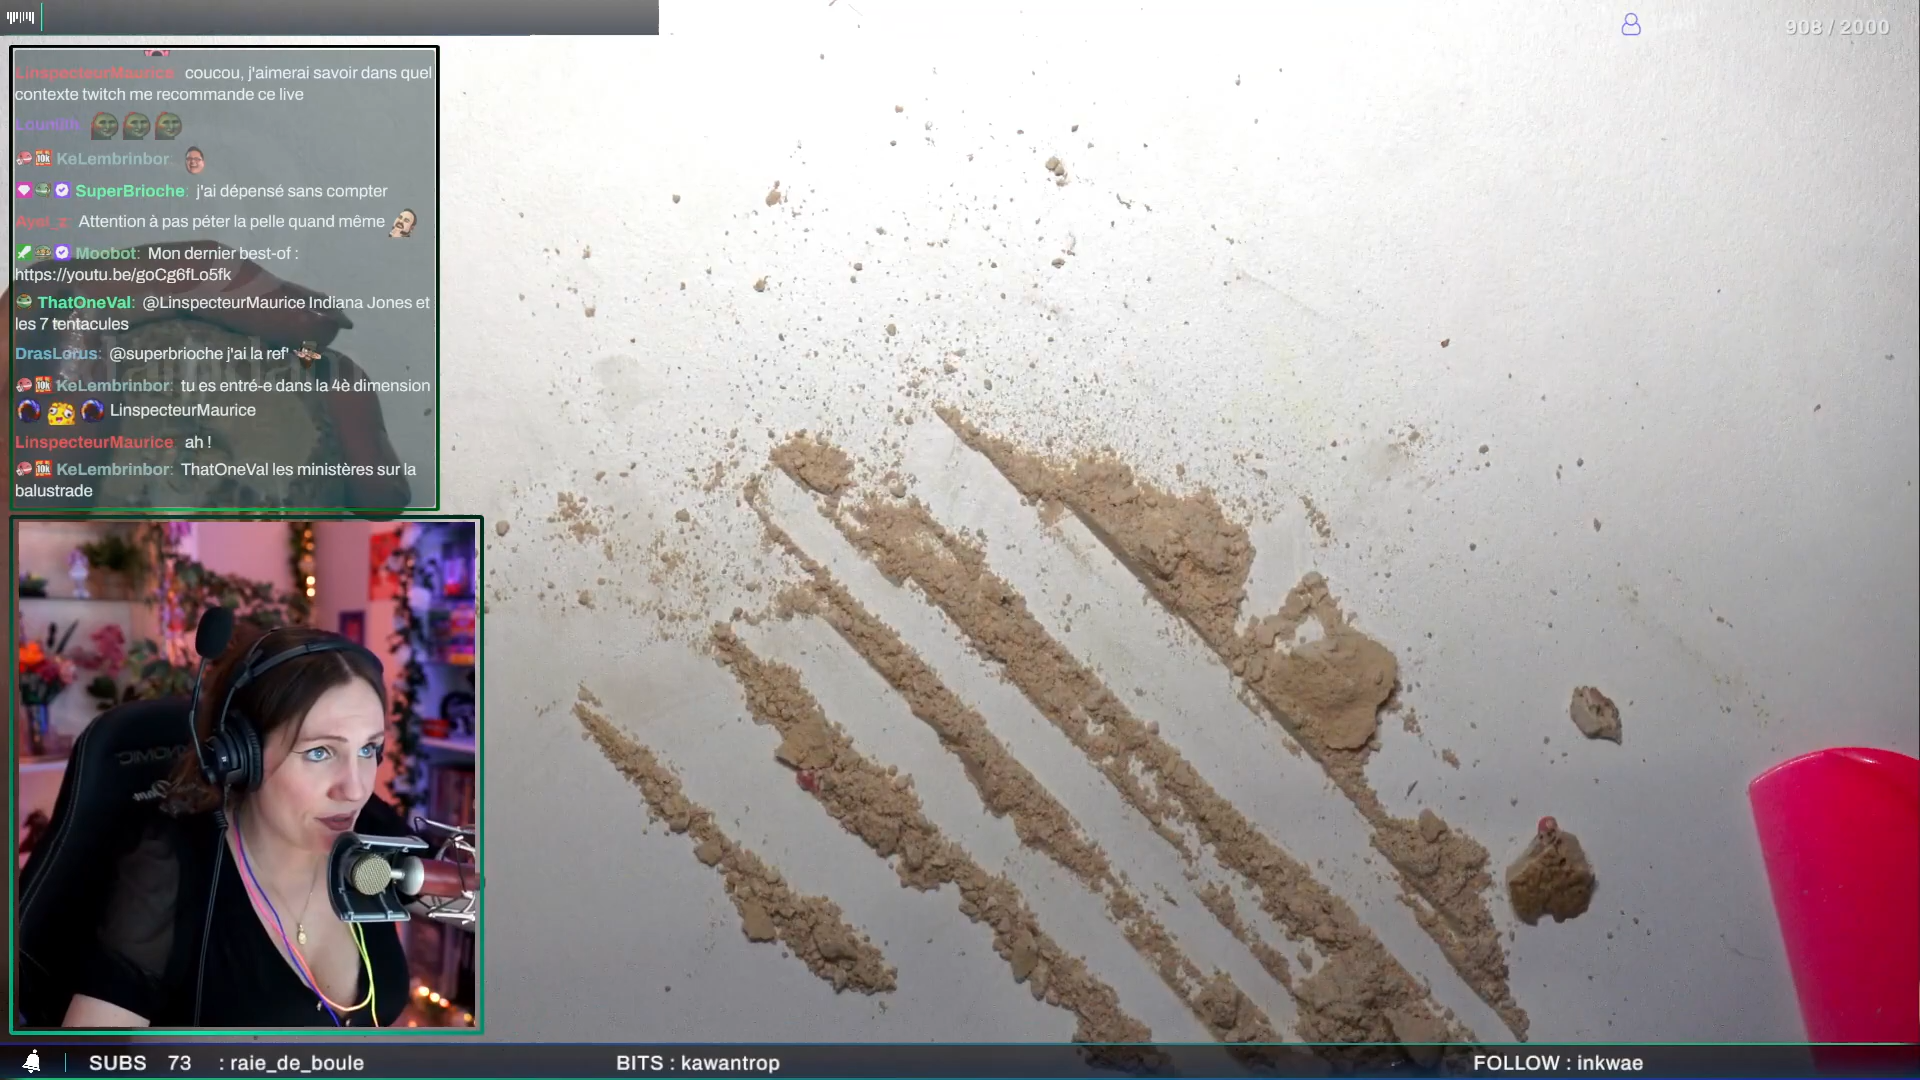 908 / 2000
LinspecteurMaurice coucou, j'aimerai savoir dans quel
contexte twitch me recommande ce live
KeLembrinbor
SuperBrioche: j'ai dépensé sans compter
Attention à pas péter la pelle quand même
Moobot: Mon dernier best-of :
https://youtu.be/goCg6fLo5fk
ThatOneVal: @LinspecteurMaurice Indiana Jones et
les 7 tentacules
DrasLorus: @superbrioche j'ai la ref'
KeLembrinbor: tu es entré-e dans la 4è dimension
LinspecteurMaurice
LinspecteurMaurice ah !
KeLembrinbor: ThatOneVal les ministères sur la
balustrade
SUBS 73 : raie_de_boule
BITS : kawantrop
FOLLOW : inkwae